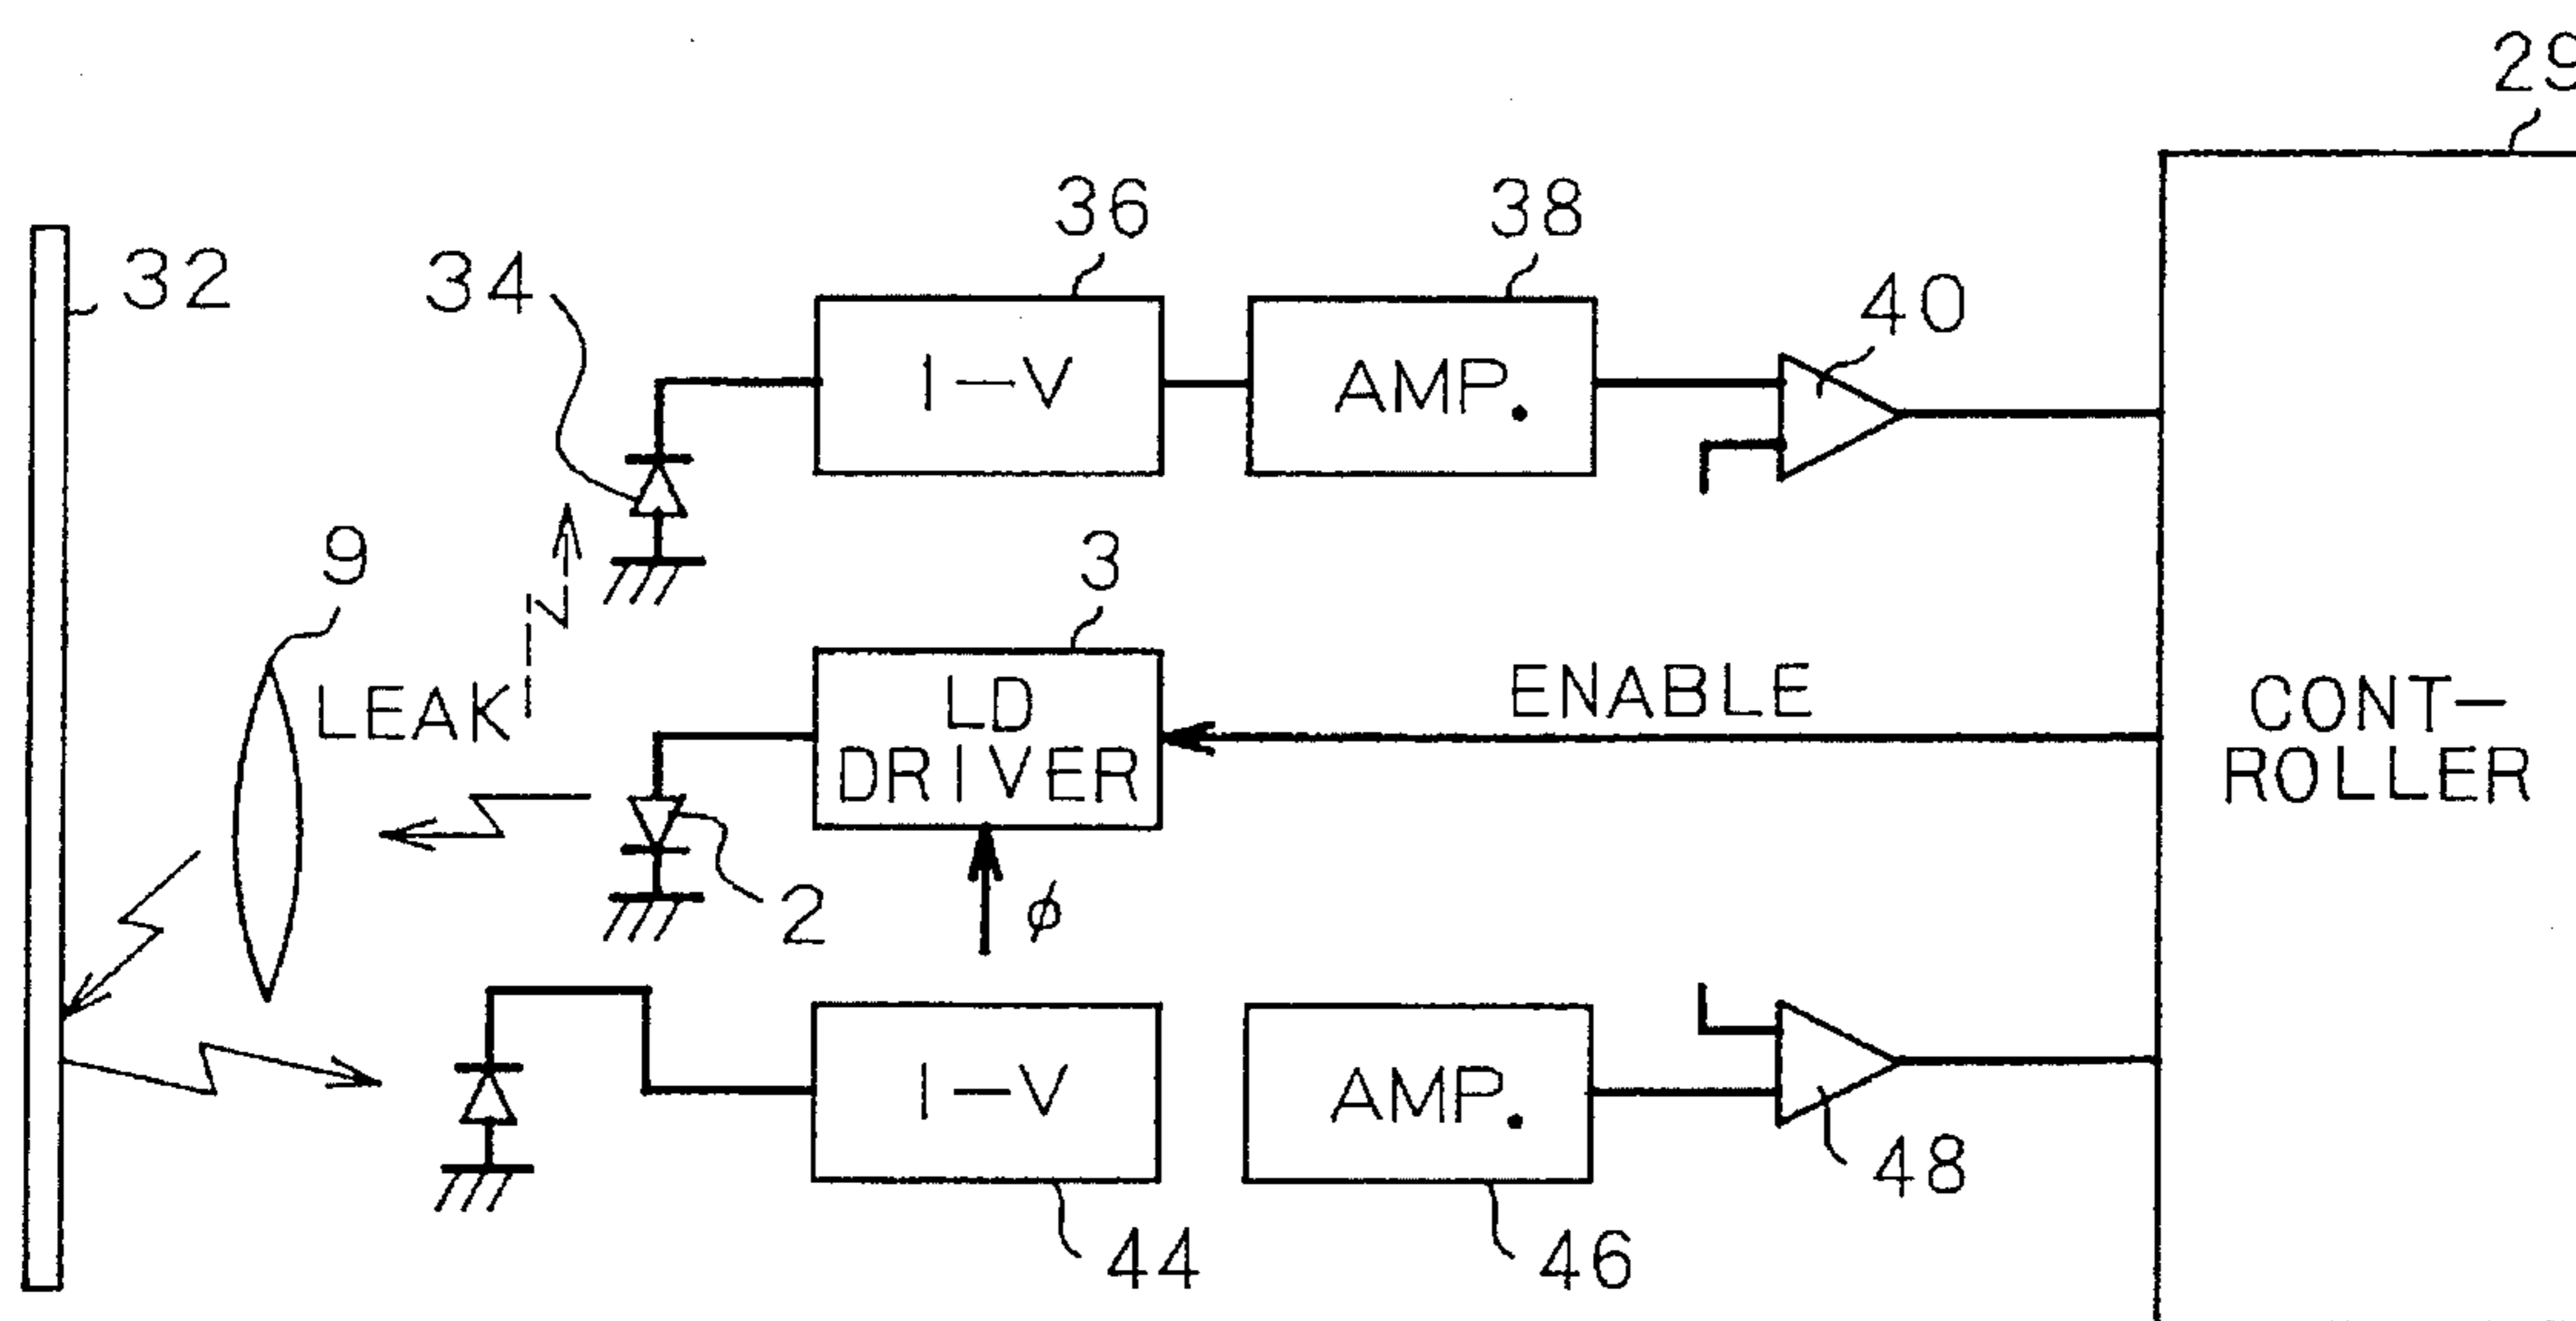 29
36
38
32
34
40
I-V
AMP.
9
3
LEAK
LD
DRIVER
ENABLE
CONT-
ROLLER
2
φ
I-V
AMP.
48
44
46